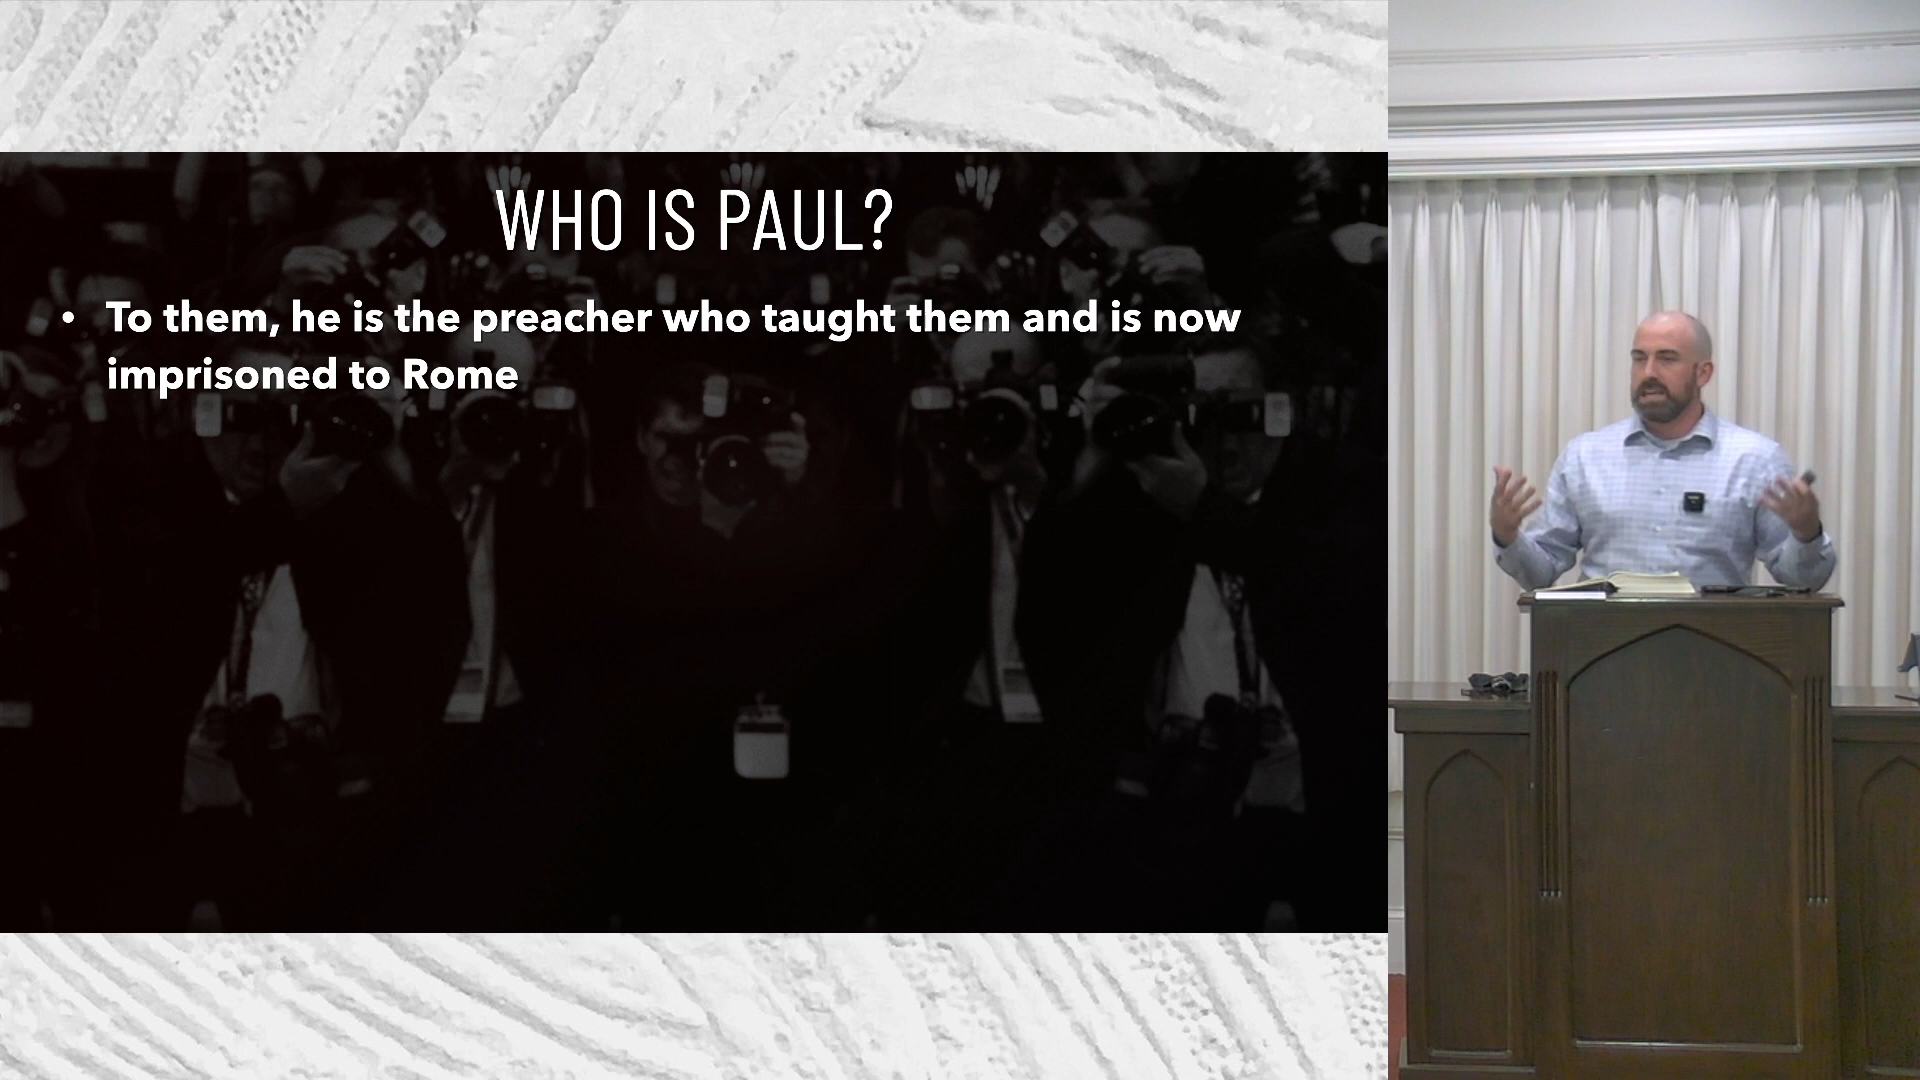 WHO IS PAUL?
• To them, he is the preacher who taught them and is now
imprisoned to Rome